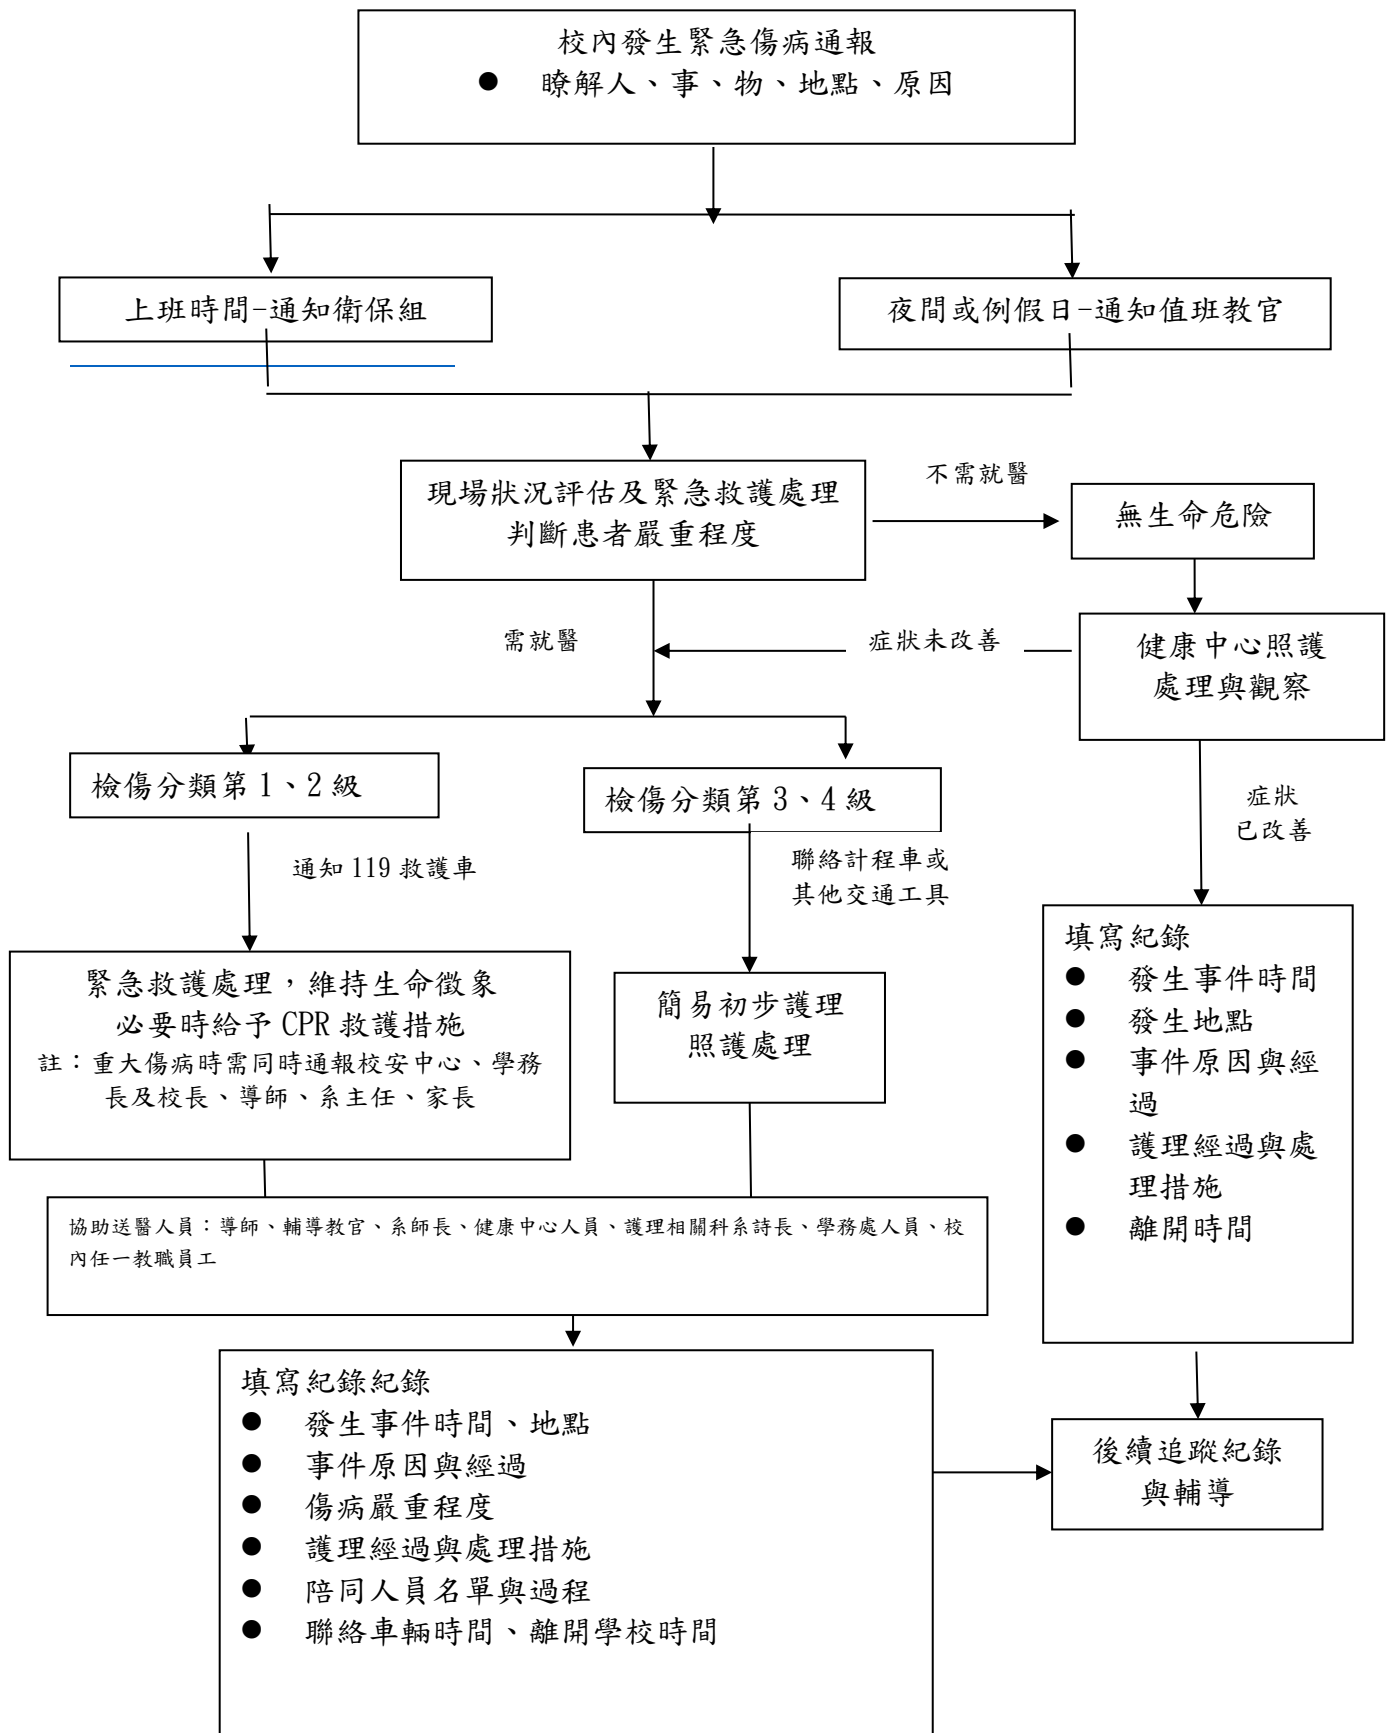 校內發生緊急傷病通報
● 瞭解人、事、物、地點、原因
上班時間-通知衛保組
夜間或例假日-通知值班教官
現場狀況評估及緊急救護處理
判斷患者嚴重程度
不需就醫
無生命危險
需就醫
症狀未改善
健康中心照護
處理與觀察
檢傷分類第 1、2 級
檢傷分類第 3、4 級
症狀
已改善
通知 119 救護車
聯絡計程車或
其他交通工具
緊急救護處理，維持生命徵象
必要時給予 CPR 救護措施
註：重大傷病時需同時通報校安中心、學務
長及校長、導師、系主任、家長
簡易初步護理
照護處理
填寫紀錄
● 發生事件時間
● 發生地點
● 事件原因與經
過
● 護理經過與處
理措施
● 離開時間
協助送醫人員：導師、輔導教官、系師長、健康中心人員、護理相關科系詩長、學務處人員、校
內任一教職員工
填寫紀錄紀錄
● 發生事件時間、地點
● 事件原因與經過
● 傷病嚴重程度
● 護理經過與處理措施
● 陪同人員名單與過程
● 聯絡車輛時間、離開學校時間
後續追蹤紀錄
與輔導